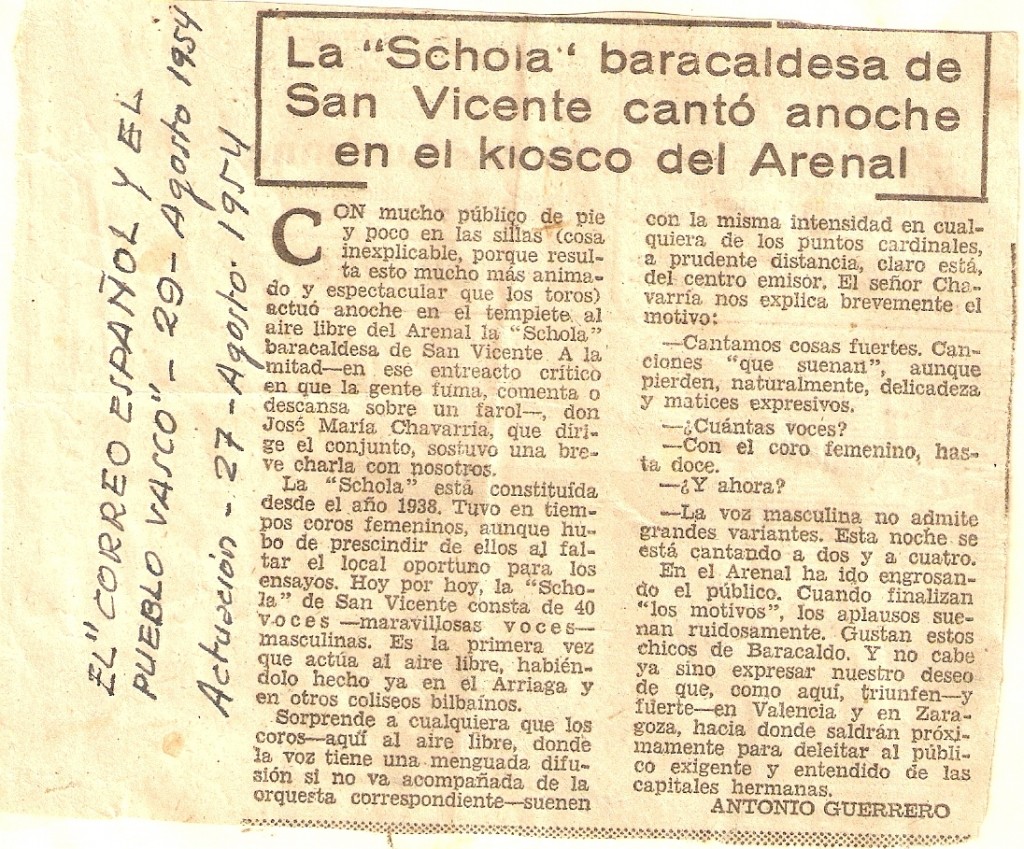 EL "CORREO ESPAÑOL Y EL
PUEBLO VASCO" - 29 - Agosto 1954
Actuación - 27 - Agosto. 1954
La "Schola" baracaldesa de
San Vicente cantó anoche
en el kiosco del Arenal
CON mucho público de pie
y poco en las sillas (cosa
inexplicable, porque resul-
ta esto mucho más anima-
do y espectacular que los toros)
actuó anoche en el templete al
aire libre del Arenal la "Schola"
baracaldesa de San Vicente A la
mitad—en ese entreacto crítico
en que la gente fuma, comenta o
descansa sobre un farol—, don
José María Chavarría, que diri-
ge el conjunto, sostuvo una bre-
ve charla con nosotros.
La "Schola" está constituída
desde el año 1938. Tuvo en tiem-
pos coros femeninos, aunque hu-
bo de prescindir de ellos al fal-
tar el local oportuno para los
ensayos. Hoy por hoy, la "Scho-
la" de San Vicente consta de 40
voces —maravillosas voces—
masculinas. Es la primera vez
que actúa al aire libre, habién-
dolo hecho ya en el Arriaga y
en otros coliseos bilbaínos.
Sorprende a cualquiera que los
coros—aquí al aire libre, donde
la voz tiene una menguada difu-
sión si no va acompañada de la
orquesta correspondiente—suenen
con la misma intensidad en cual-
quiera de los puntos cardinales,
a prudente distancia, claro está,
del centro emisor. El señor Cha-
varría nos explica brevemente el
motivo:
—Cantamos cosas fuertes. Can-
ciones "que suenan", aunque
pierden, naturalmente, delicadeza
y matices expresivos.
—¿Cuántas voces?
—Con el coro femenino, has-
ta doce.
—¿Y ahora?
—La voz masculina no admite
grandes variantes. Esta noche se
está cantando a dos y a cuatro.
En el Arenal ha ido engrosan-
do el público. Cuando finalizan
"los motivos", los aplausos sue-
nan ruidosamente. Gustan estos
chicos de Baracaldo. Y no cabe
ya sino expresar nuestro deseo
de que, como aquí, triunfen—y
fuerte—en Valencia y en Zara-
goza, hacia donde saldrán próxi-
mamente para deleitar al públi-
co exigente y entendido de las
capitales hermanas.
ANTONIO GUERRERO